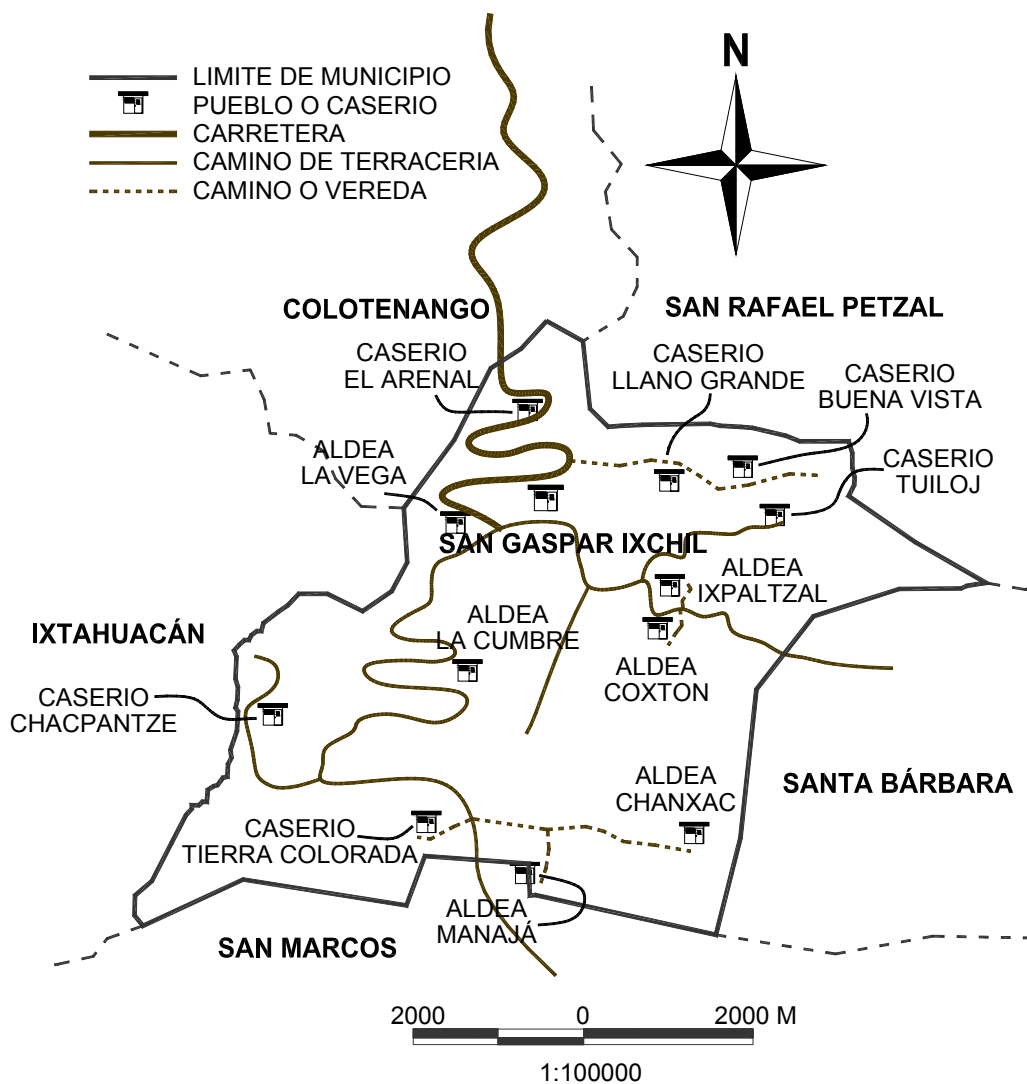 N
LIMITE DE MUNICIPIO
PUEBLO O CASERIO
CARRETERA
CAMINO DE TERRACERIA
CAMINO O VEREDA
COLOTENANGO
SAN RAFAEL PETZAL
CASERIO
EL ARENAL
CASERIO
LLANO GRANDE
CASERIO
BUENA VISTA
ALDEA
LA VEGA
CASERIO
TUILOJ
SAN GASPAR IXCHIL
ALDEA
IXPALTZAL
IXTAHUACÁN
ALDEA
LA CUMBRE
ALDEA
COXTON
CASERIO
CHACPANTZE
ALDEA
CHANXAC
SANTA BÁRBARA
CASERIO
TIERRA COLORADA
ALDEA
MANAJÁ
SAN MARCOS
2000 0 2000 M
1:100000